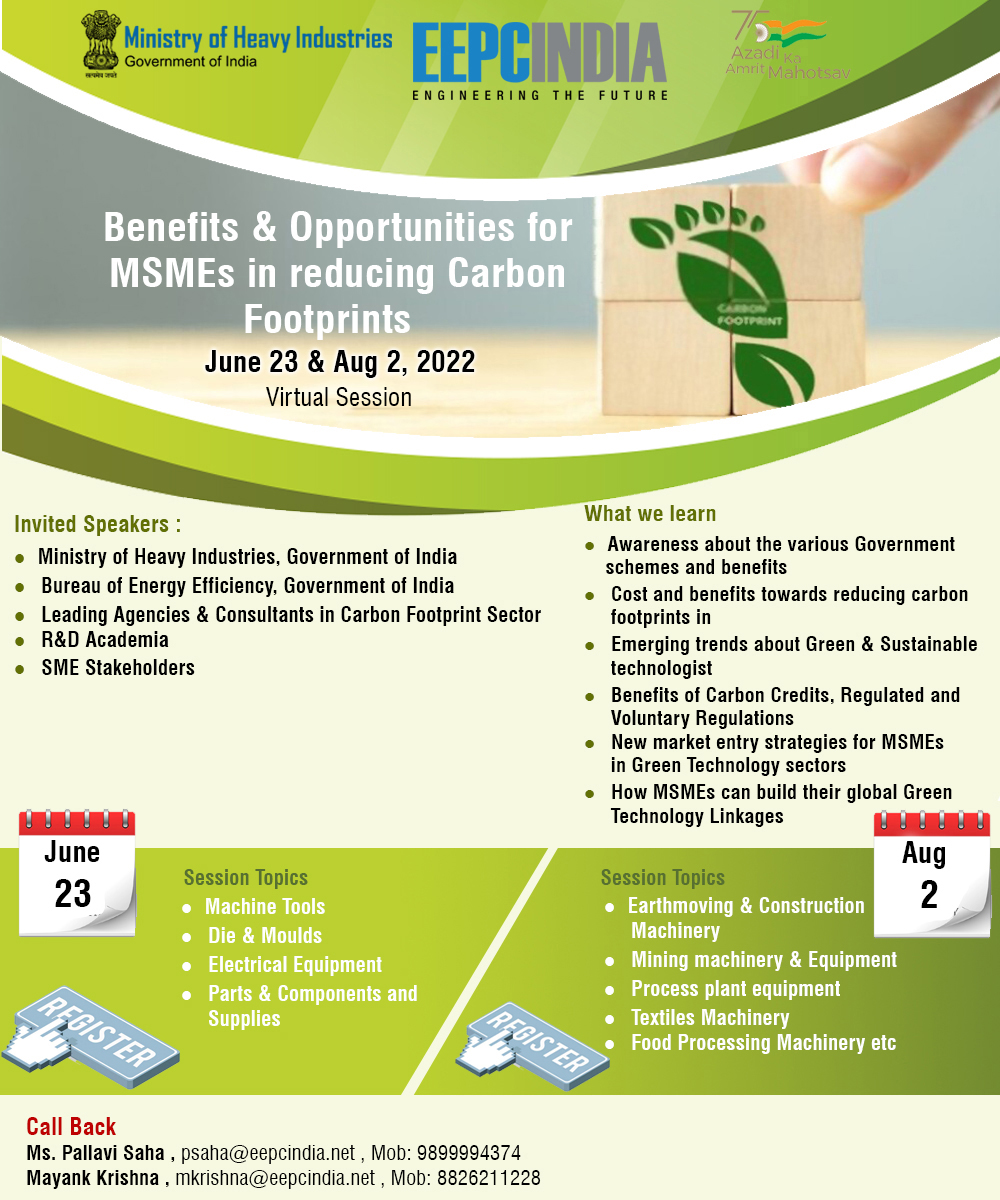 Ministry of Heavy Industries
Government of India
सत्यमेव जयते
EEPCINDIA
ENGINEERING THE FUTURE
75
Azadi Ka
Amrit Mahotsav
Benefits & Opportunities for
MSMEs in reducing Carbon
Footprints
June 23 & Aug 2, 2022
Virtual Session
CARBON
FOOTPRINT
Invited Speakers :
• Ministry of Heavy Industries, Government of India
• Bureau of Energy Efficiency, Government of India
• Leading Agencies & Consultants in Carbon Footprint Sector
• R&D Academia
• SME Stakeholders
What we learn
• Awareness about the various Government
schemes and benefits
• Cost and benefits towards reducing carbon
footprints in
• Emerging trends about Green & Sustainable
technologist
• Benefits of Carbon Credits, Regulated and
Voluntary Regulations
• New market entry strategies for MSMEs
in Green Technology sectors
• How MSMEs can build their global Green
Technology Linkages
June
23
Session Topics
• Machine Tools
• Die & Moulds
• Electrical Equipment
• Parts & Components and
Supplies
REGISTER
Aug
2
Session Topics
• Earthmoving & Construction
Machinery
• Mining machinery & Equipment
• Process plant equipment
• Textiles Machinery
• Food Processing Machinery etc
REGISTER
Call Back
Ms. Pallavi Saha , psaha@eepcindia.net , Mob: 9899994374
Mayank Krishna , mkrishna@eepcindia.net , Mob: 8826211228